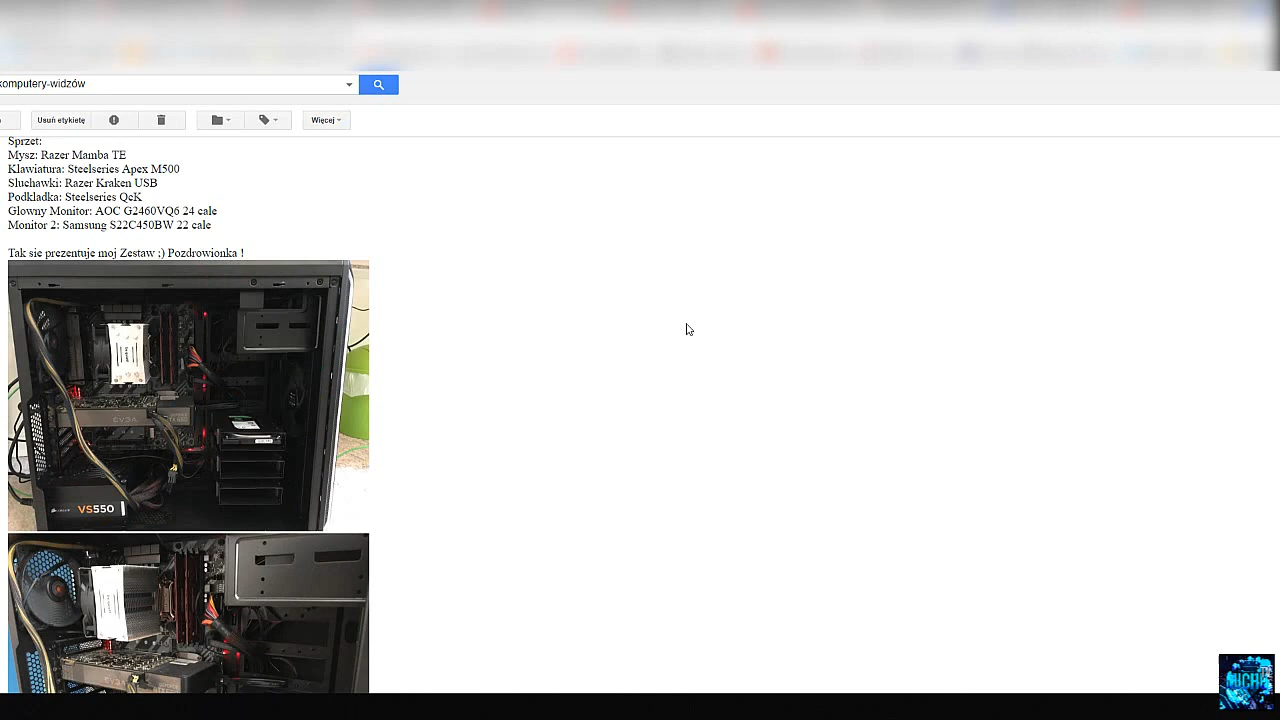 komputery-widzów
Usuń etykietę
Więcej
Sprzet:
Mysz: Razer Mamba TE
Klawiatura: Steelseries Apex M500
Sluchawki: Razer Kraken USB
Podkladka: Steelseries QcK
Glowny Monitor: AOC G2460VQ6 24 cale
Monitor 2: Samsung S22C450BW 22 cale
Tak sie prezentuje moj Zestaw ;) Pozdrowionka !
EVGA
VS550
EVGA